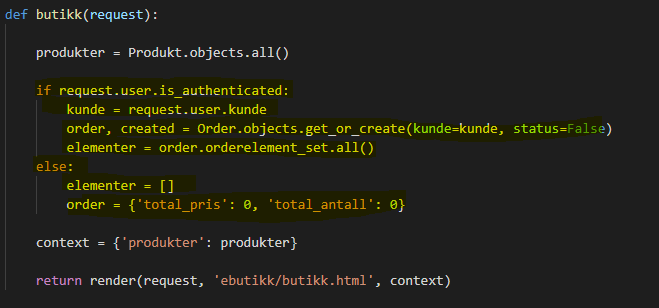 def butikk(request):
produkter = Produkt.objects.all()
if request.user.is_authenticated:
kunde = request.user.kunde
order, created = Order.objects.get_or_create(kunde=kunde, status=False)
elementer = order.orderelement_set.all()
else:
elementer = []
order = {'total_pris': 0, 'total_antall': 0}
context = {'produkter': produkter}
return render(request, 'ebutikk/butikk.html', context)